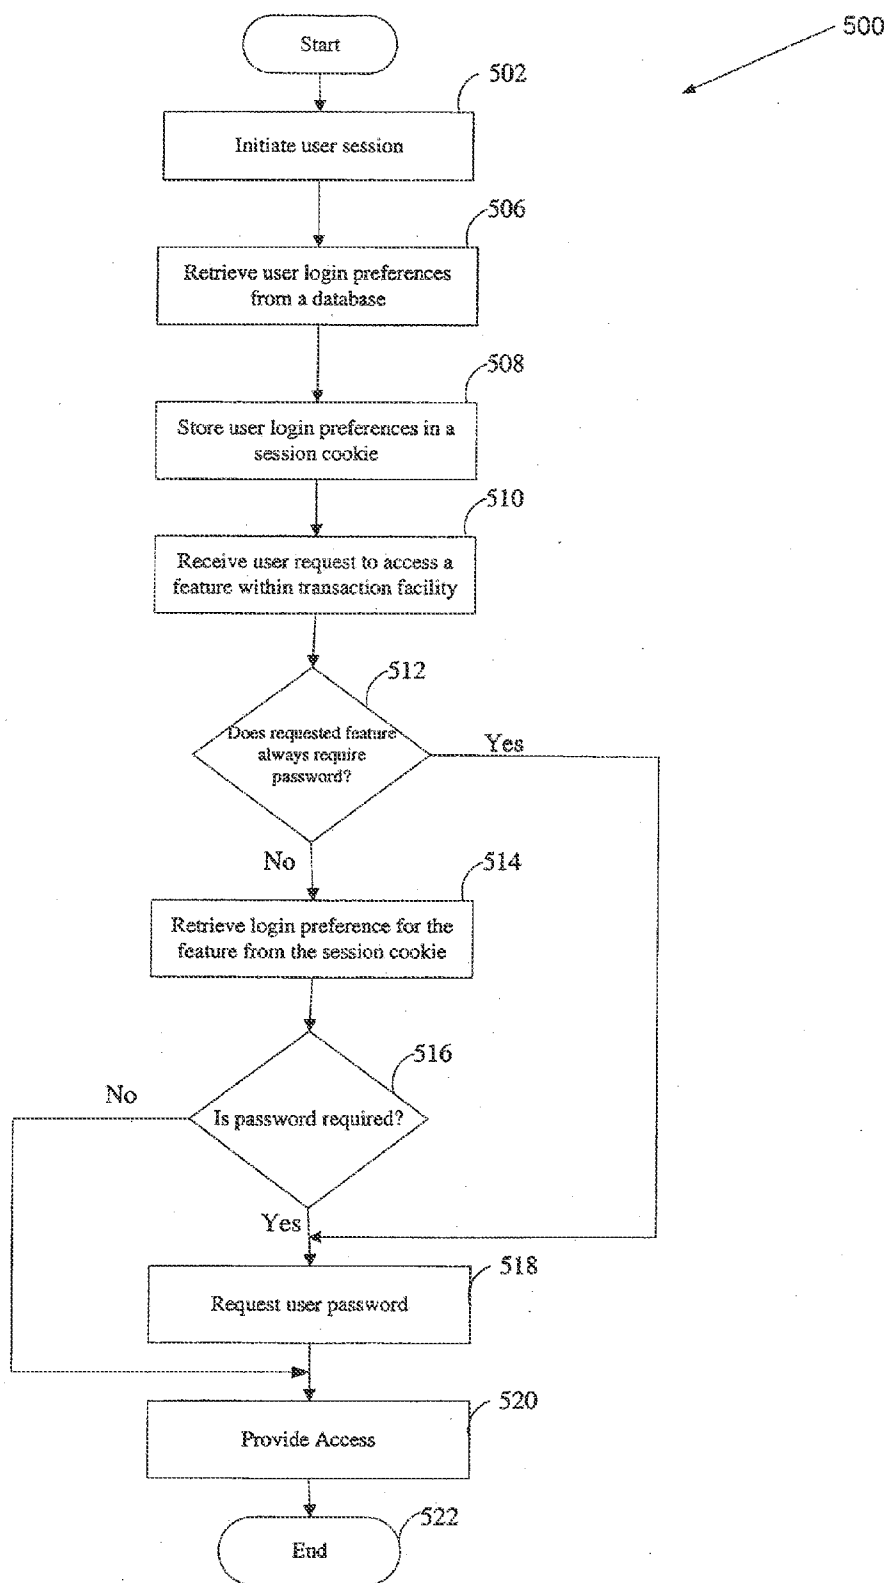 500
Start
502
Initiate user session
506
Retrieve user login preferences
from a database
508
Store user login preferences in a
session cookie
510
Receive user request to access a
feature within transaction facility
512
Does requested feature
always require
password?
Yes
No
514
Retrieve login preference for the
feature from the session cookie
516
No
Is password required?
Yes
518
Request user password
520
Provide Access
522
End